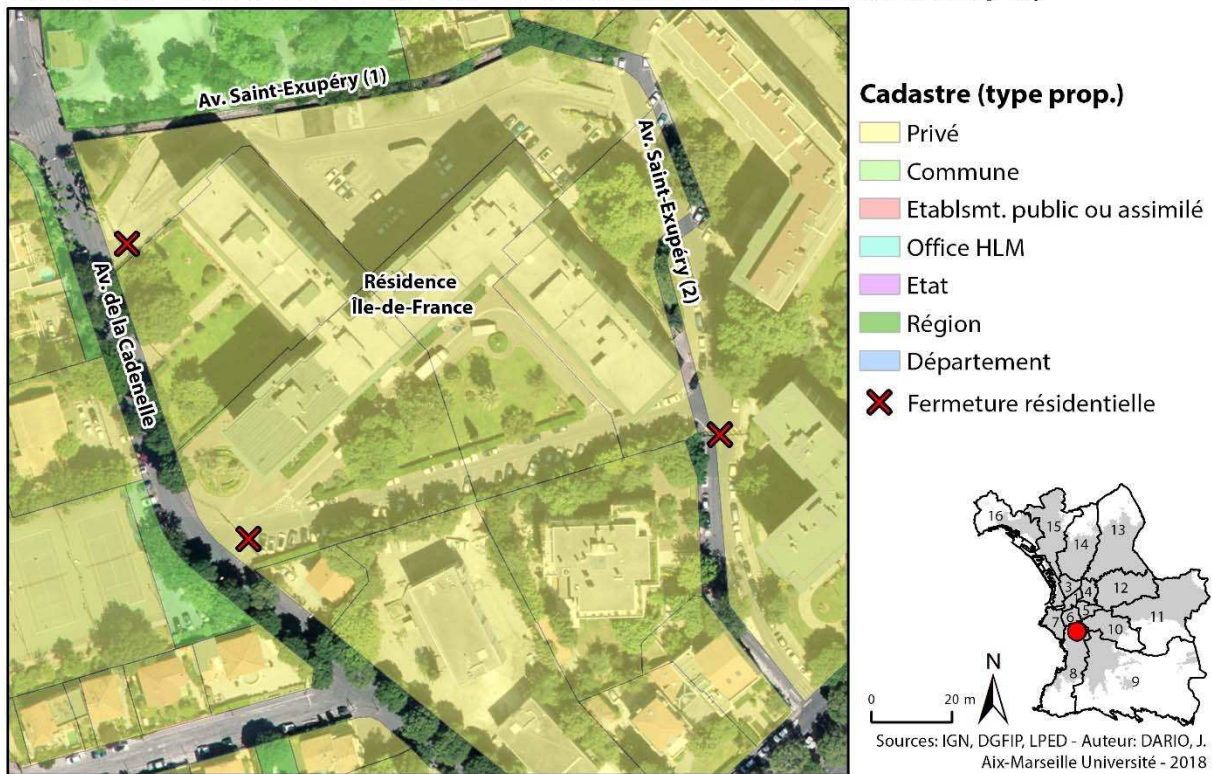 Av. Saint-Exupéry (1)
Av. Saint-Exupéry (2)
Av. de la Cadenelle
Résidence
Île-de-France
Cadastre (type prop.)
Privé
Commune
Etablsmt. public ou assimilé
Office HLM
Etat
Région
Département
Fermeture résidentielle
16
15
14
13
3
4
12
5
11
7
6
10
8
9
N
0
20 m
Sources: IGN, DGFIP, LPED - Auteur: DARIO, J.
Aix-Marseille Université - 2018